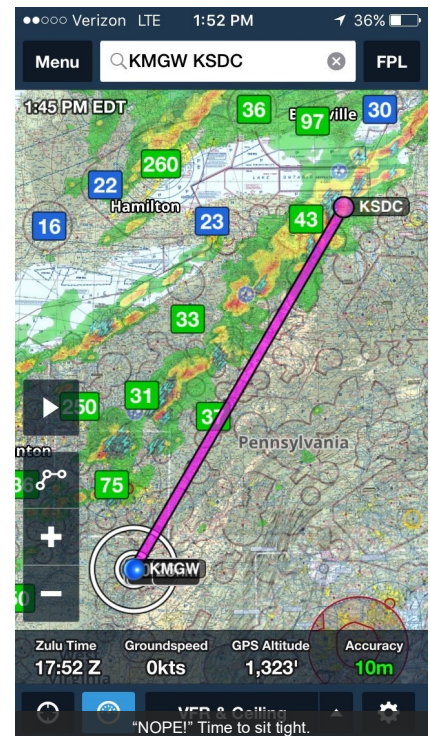 Verizon LTE 1:52 PM 36%
Menu KMGW KSDC FPL
1:45 PM EDT
36
97
30
260
22
Hamilton
16
23
43
KSDC
33
31
250
37
Pennsylvania
75
KMGW
Zulu Time Groundspeed GPS Altitude Accuracy
17:52 Z 0kts 1,323' 10m
VFR & Ceiling
“NOPE!” Time to sit tight.